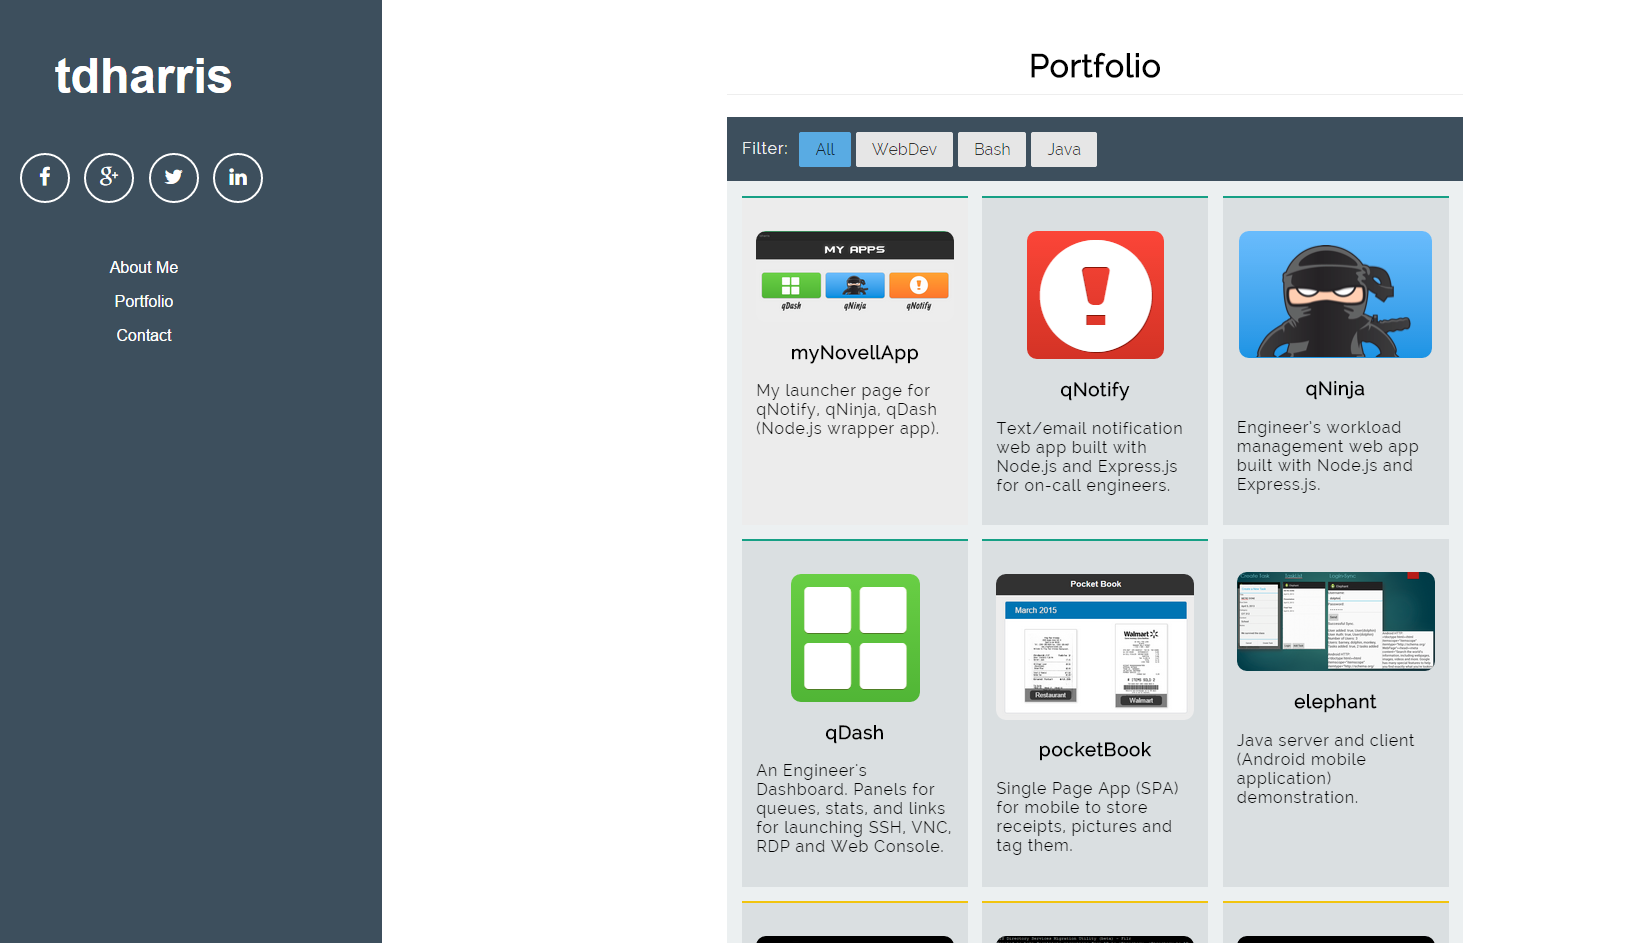 tdharris
About Me
Portfolio
Contact
Portfolio
Filter: All WebDev Bash Java
MY APPS
qDash qNinja qNotify
myNovellApp
My launcher page for
qNotify, qNinja, qDash
(Node.js wrapper app).
qNotify
Text/email notification
web app built with
Node.js and Express.js
for on-call engineers.
qNinja
Engineer's workload
management web app
built with Node.js and
Express.js.
qDash
An Engineer's
Dashboard. Panels for
queues, stats, and links
for launching SSH, VNC,
RDP and Web Console.
Pocket Book
March 2015
Walmart
# ITEMS SOLD 2
Restaurant
Walmart
pocketBook
Single Page App (SPA)
for mobile to store
receipts, pictures and
tag them.
elephant
Java server and client
(Android mobile
application)
demonstration.